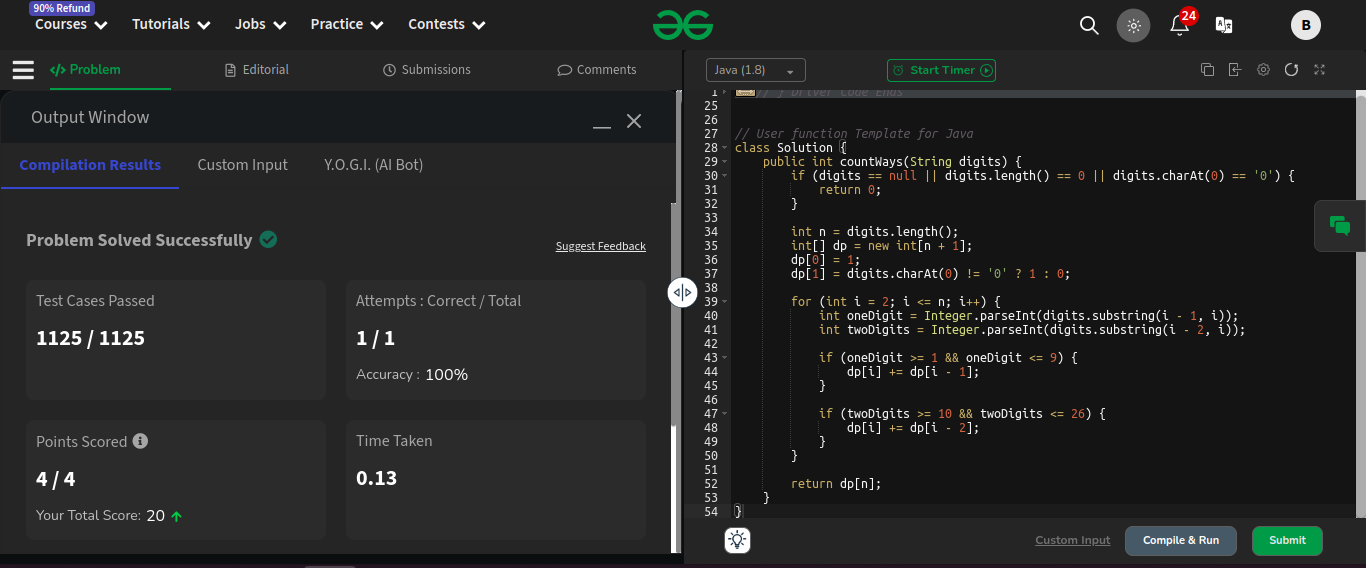 90% Refund
Courses Tutorials Jobs Practice Contests 24 B
Problem Editorial Submissions Comments
Java (1.8) Start Timer
Output Window
Compilation Results Custom Input Y.O.G.I. (AI Bot)
Problem Solved Successfully
Suggest Feedback
Test Cases Passed
1125 / 1125
Attempts : Correct / Total
1 / 1
Accuracy : 100%
Points Scored
4 / 4
Your Total Score: 20
Time Taken
0.13
1 // } Driver Code Ends
25
26
27 // User function Template for Java
28 class Solution {
29     public int countWays(String digits) {
30         if (digits == null || digits.length() == 0 || digits.charAt(0) == '0') {
31             return 0;
32         }
33
34         int n = digits.length();
35         int[] dp = new int[n + 1];
36         dp[0] = 1;
37         dp[1] = digits.charAt(0) != '0' ? 1 : 0;
38
39         for (int i = 2; i <= n; i++) {
40             int oneDigit = Integer.parseInt(digits.substring(i - 1, i));
41             int twoDigits = Integer.parseInt(digits.substring(i - 2, i));
42
43             if (oneDigit >= 1 && oneDigit <= 9) {
44                 dp[i] += dp[i - 1];
45             }
46
47             if (twoDigits >= 10 && twoDigits <= 26) {
48                 dp[i] += dp[i - 2];
49             }
50         }
51
52         return dp[n];
53     }
54 }
Custom Input Compile & Run Submit